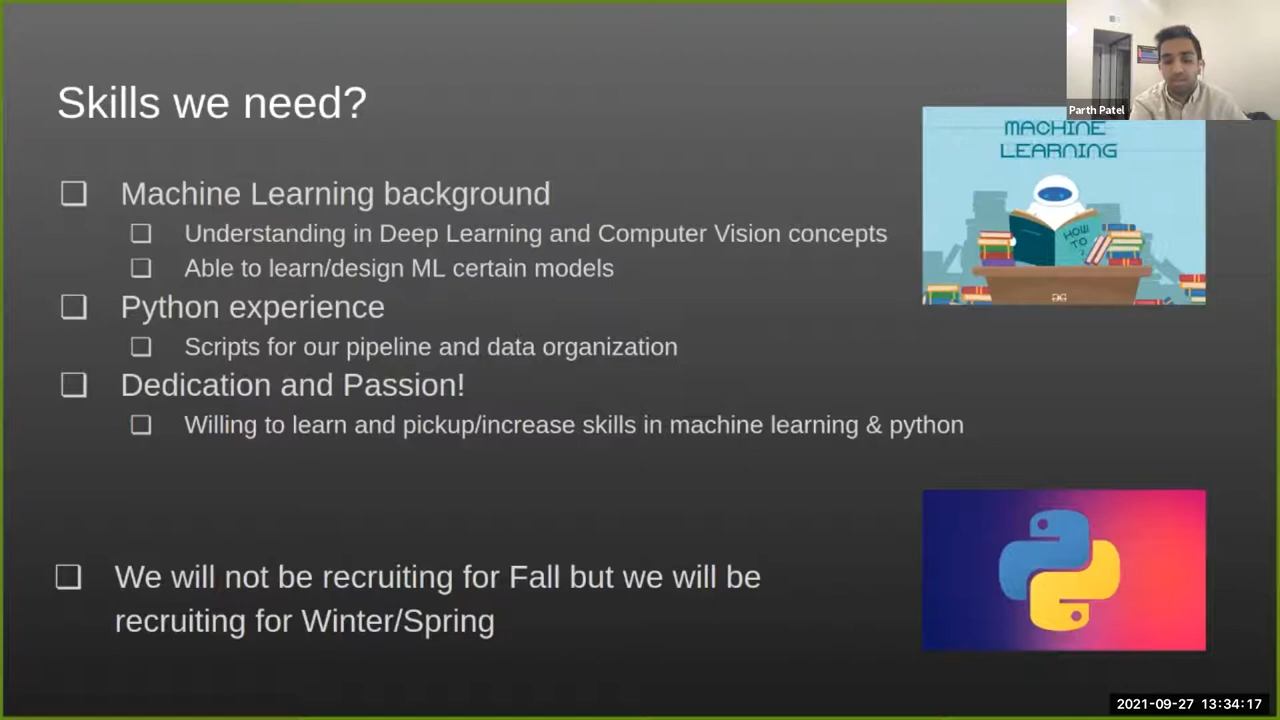 Skills we need?
Parth Patel
MACHINE
LEARNING
HOW
TO
?
❑ Machine Learning background
❑ Understanding in Deep Learning and Computer Vision concepts
❑ Able to learn/design ML certain models
❑ Python experience
❑ Scripts for our pipeline and data organization
❑ Dedication and Passion!
❑ Willing to learn and pickup/increase skills in machine learning & python
❑ We will not be recruiting for Fall but we will be
recruiting for Winter/Spring
2021-09-27 13:34:17